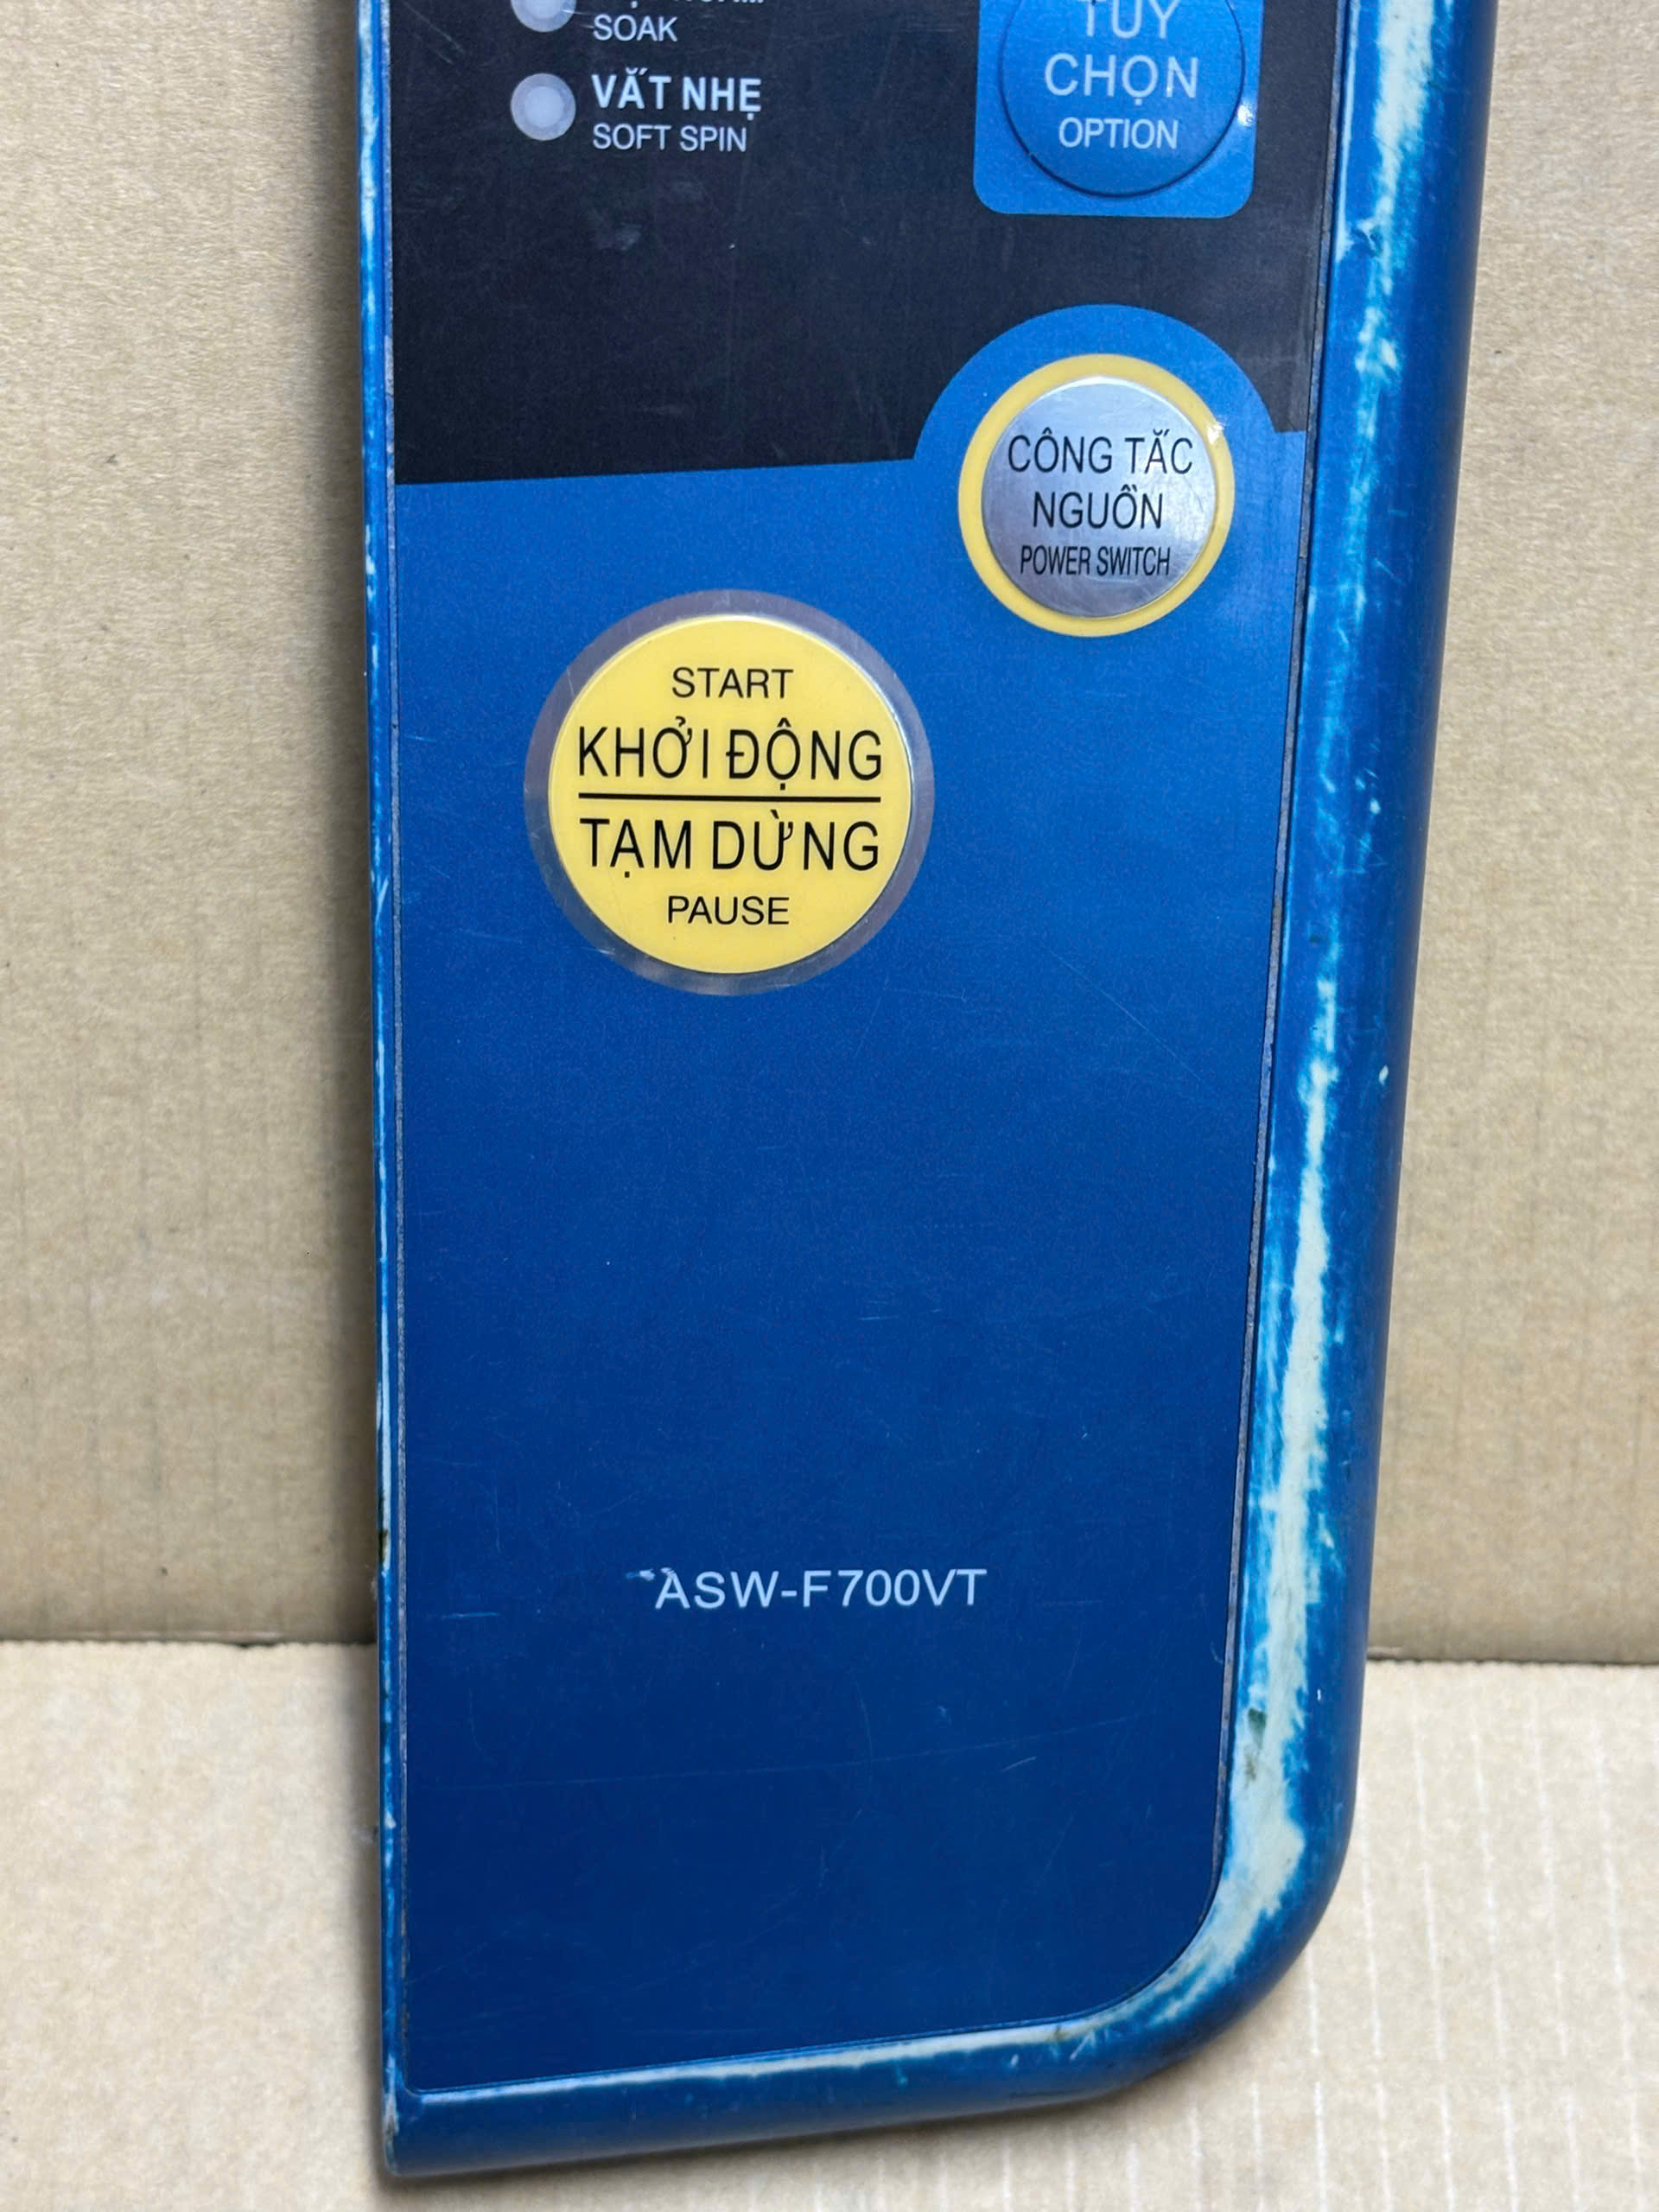 SOAK
VẮT NHẸ
SOFT SPIN
TÙY
CHỌN
OPTION
CÔNG TẮC
NGUỒN
POWER SWITCH
START
KHỞI ĐỘNG
TẠM DỪNG
PAUSE
ASW-F700VT